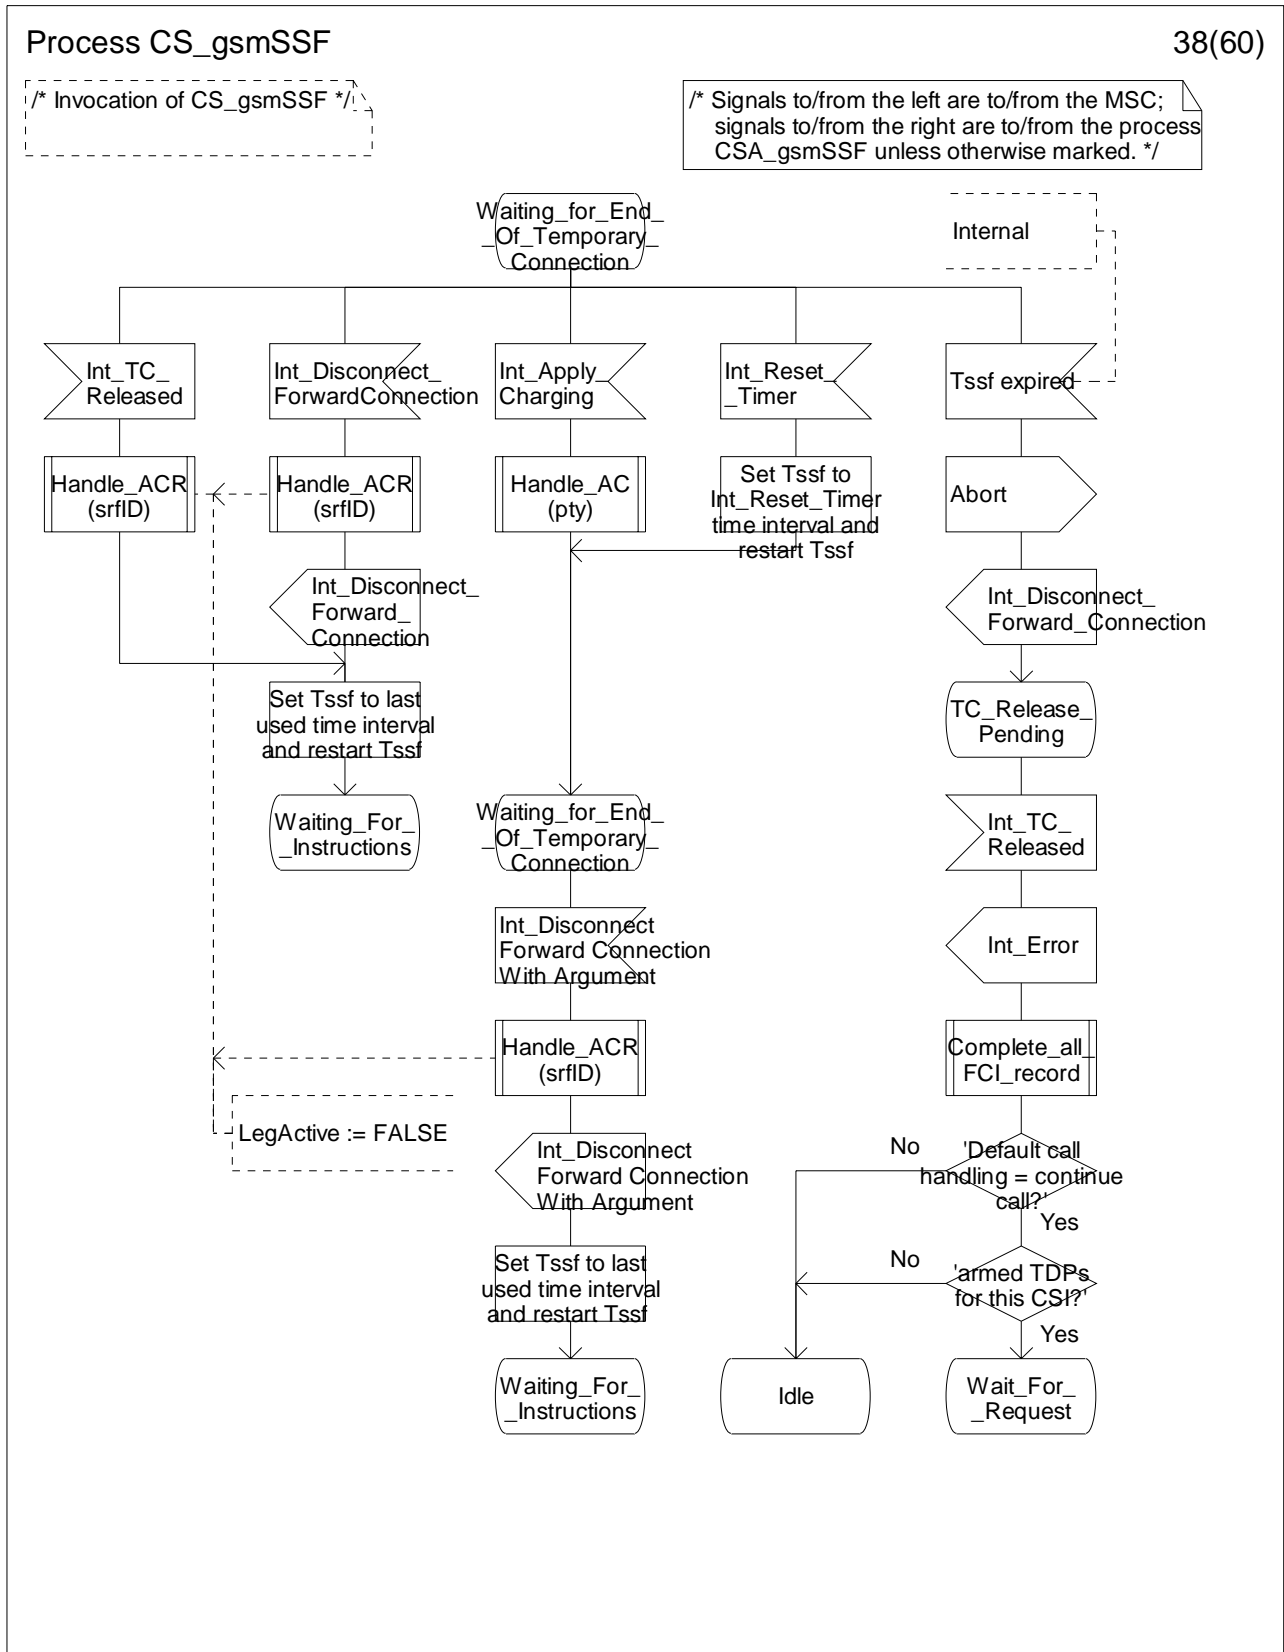 Process CS_gsmSSF
38(60)
/* Invocation of CS_gsmSSF */
/* Signals to/from the left are to/from the MSC;
signals to/from the right are to/from the process
CSA_gsmSSF unless otherwise marked. */
Waiting_for_End_
_Of_Temporary_
Connection
Internal
Int_TC_
Released
Int_Disconnect_
ForwardConnection
Int_Apply_
Charging
Int_Reset_
_Timer
Tssf expired
Handle_ACR
(srfID)
Handle_ACR
(srfID)
Handle_AC
(pty)
Set Tssf to
Int_Reset_Timer
time interval and
restart Tssf
Abort
Int_Disconnect_
Forward_
Connection
Int_Disconnect_
Forward_Connection
Set Tssf to last
used time interval
and restart Tssf
TC_Release_
Pending
Waiting_For_
_Instructions
Waiting_for_End_
_Of_Temporary_
Connection
Int_TC_
Released
Int_Disconnect
Forward Connection
With Argument
Int_Error
Handle_ACR
(srfID)
Complete_all_
FCI_record
LegActive := FALSE
Int_Disconnect
Forward Connection
With Argument
No
'Default call
handling = continue
call?'
Yes
Set Tssf to last
used time interval
and restart Tssf
No
'armed TDPs
for this CSI?'
Yes
Waiting_For_
_Instructions
Idle
Wait_For_
_Request